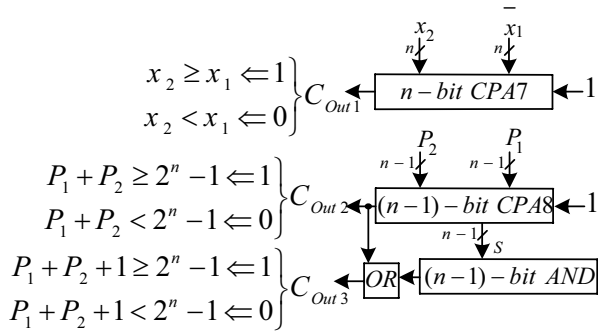 x₂ x̄₁
n n
x₂ ≥ x₁ ⇐ 1
x₂ < x₁ ⇐ 0
C_Out1
n − bit CPA7
1
P₂ P₁
n−1 n−1
P₁ + P₂ ≥ 2ⁿ − 1 ⇐ 1
P₁ + P₂ < 2ⁿ − 1 ⇐ 0
C_Out2
(n−1) − bit CPA8
1
n−1 S
P₁ + P₂ + 1 ≥ 2ⁿ − 1 ⇐ 1
P₁ + P₂ + 1 < 2ⁿ − 1 ⇐ 0
C_Out3
OR
(n−1) − bit AND